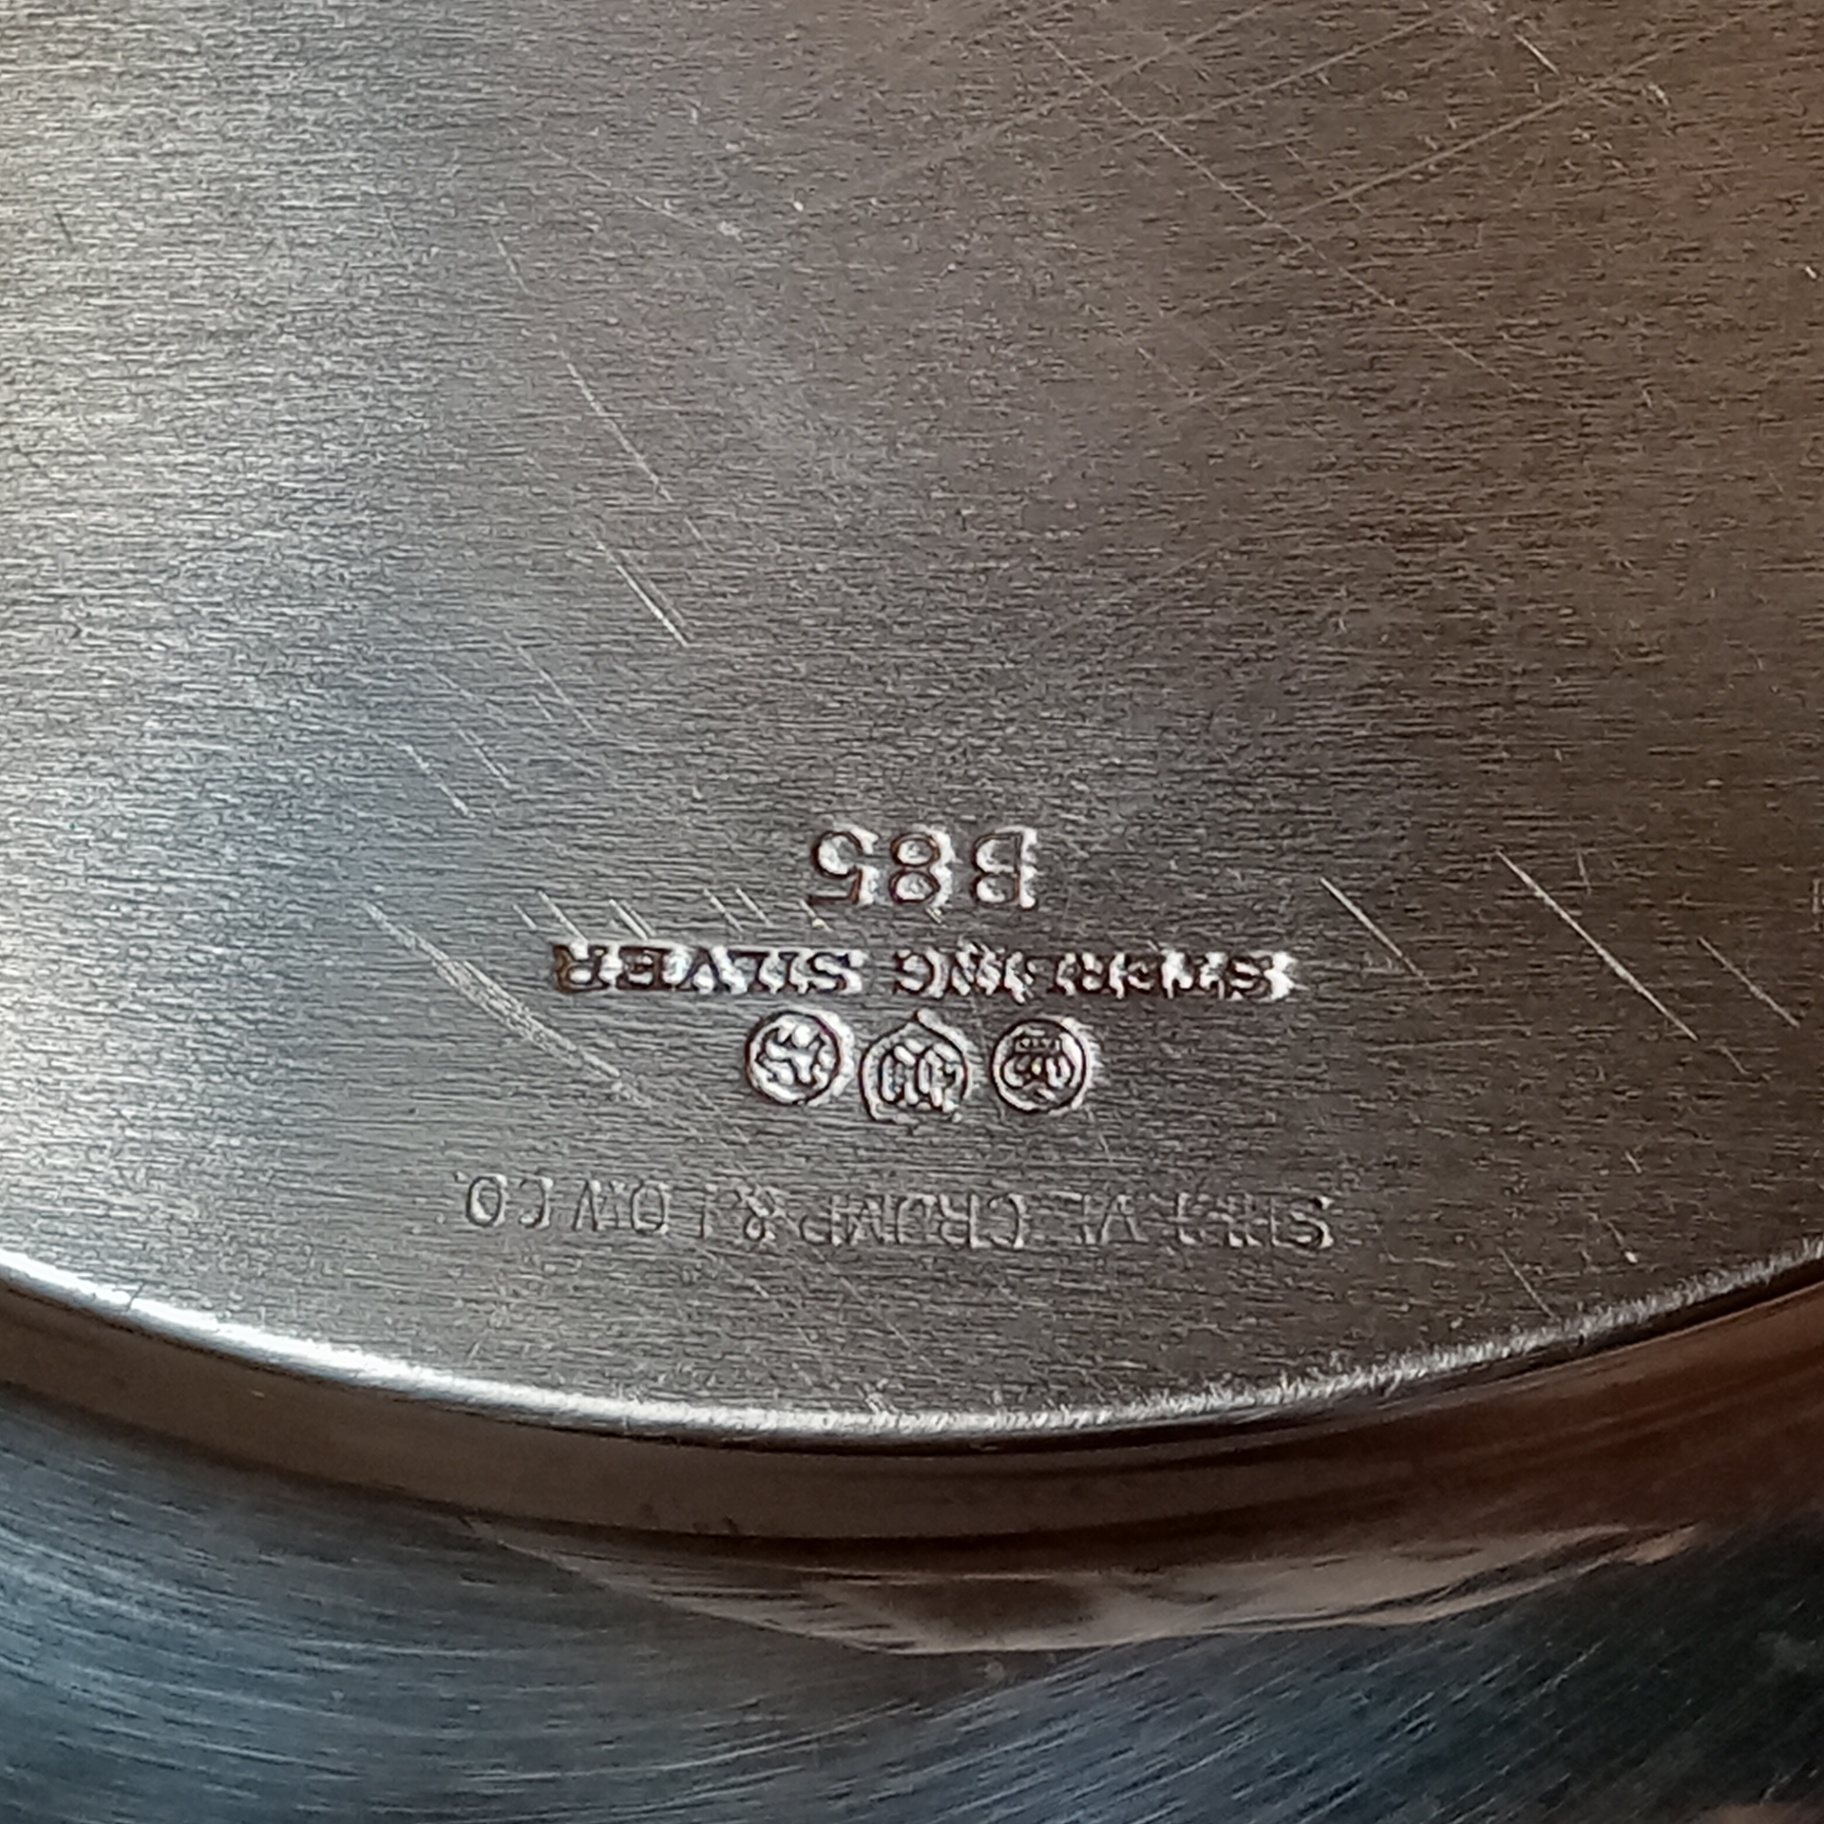 SHREVE CRUMP & LOW CO.
STERLING SILVER
B85